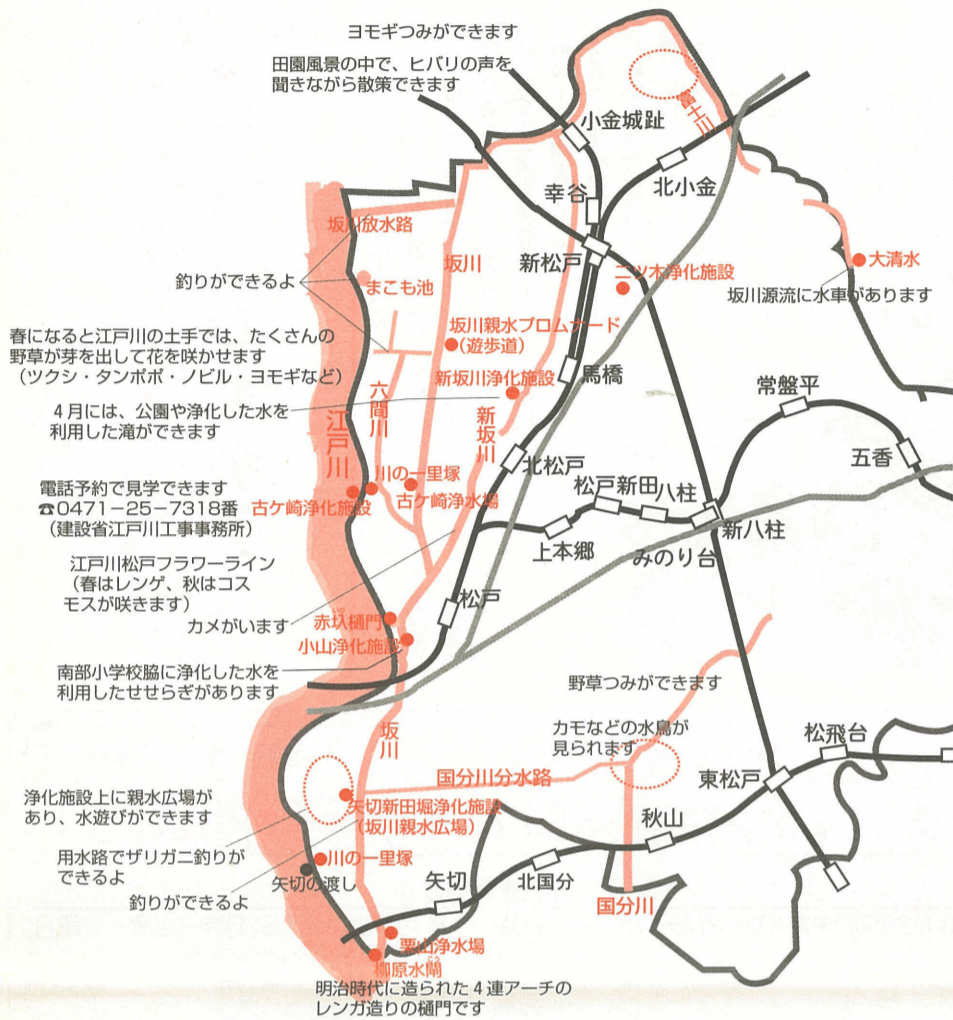 ヨモギつみができます
田園風景の中で、ヒバリの声を
聞きながら散策できます
小金城趾
富士川
北小金
幸谷
坂川放水路
坂川
新松戸
二ツ木浄化施設
大清水
坂川源流に水車があります
釣りができるよ
まこも池
坂川親水プロムナード
(遊歩道)
春になると江戸川の土手では、たくさんの
野草が芽を出して花を咲かせます
(ツクシ・タンポポ・ノビル・ヨモギなど)
六間川
新坂川浄化施設
馬橋
常盤平
4月には、公園や浄化した水を
利用した滝ができます
江戸川
新坂川
北松戸
五香
川の一里塚
古ケ崎浄化施設
古ケ崎浄水場
松戸新田
八柱
新八柱
上本郷
みのり台
電話予約で見学できます
☎0471-25-7318番
(建設省江戸川工事事務所)
江戸川松戸フラワーライン
(春はレンゲ、秋はコス
モスが咲きます)
松戸
カメがいます
赤圦樋門
小山浄化施設
南部小学校脇に浄化した水を
利用したせせらぎがあります
野草つみができます
坂川
カモなどの水鳥が
見られます
松飛台
国分川分水路
東松戸
浄化施設上に親水広場が
あり、水遊びができます
矢切新田堀浄化施設
(坂川親水広場)
秋山
用水路でザリガニ釣りが
できるよ
川の一里塚
矢切の渡し
矢切
北国分
釣りができるよ
国分川
栗山浄水場
柳原水閘
明治時代に造られた4連アーチの
レンガ造りの樋門です